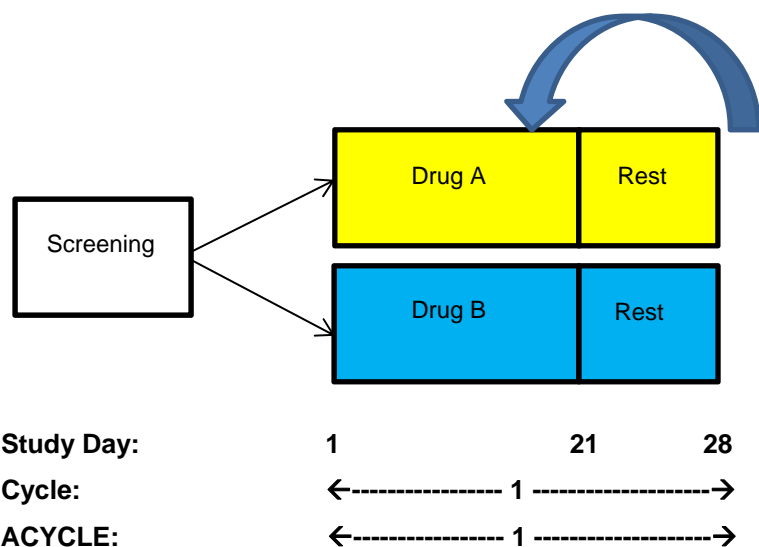 Drug A Rest
Screening
Drug B Rest
Study Day: 1 21 28
Cycle: ←----------------- 1 --------------------→
ACYCLE: ←----------------- 1 --------------------→